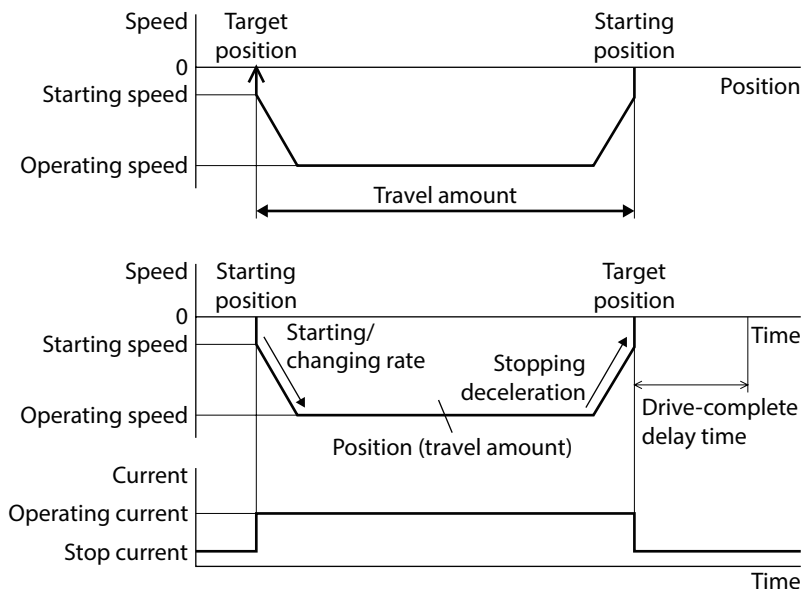 Speed
Target
position
Starting
position
0
Position
Starting speed
Operating speed
Travel amount
Speed
Starting
position
Target
position
0
Time
Starting speed
Starting/
changing rate
Stopping
deceleration
Operating speed
Drive-complete
delay time
Position (travel amount)
Current
Operating current
Stop current
Time